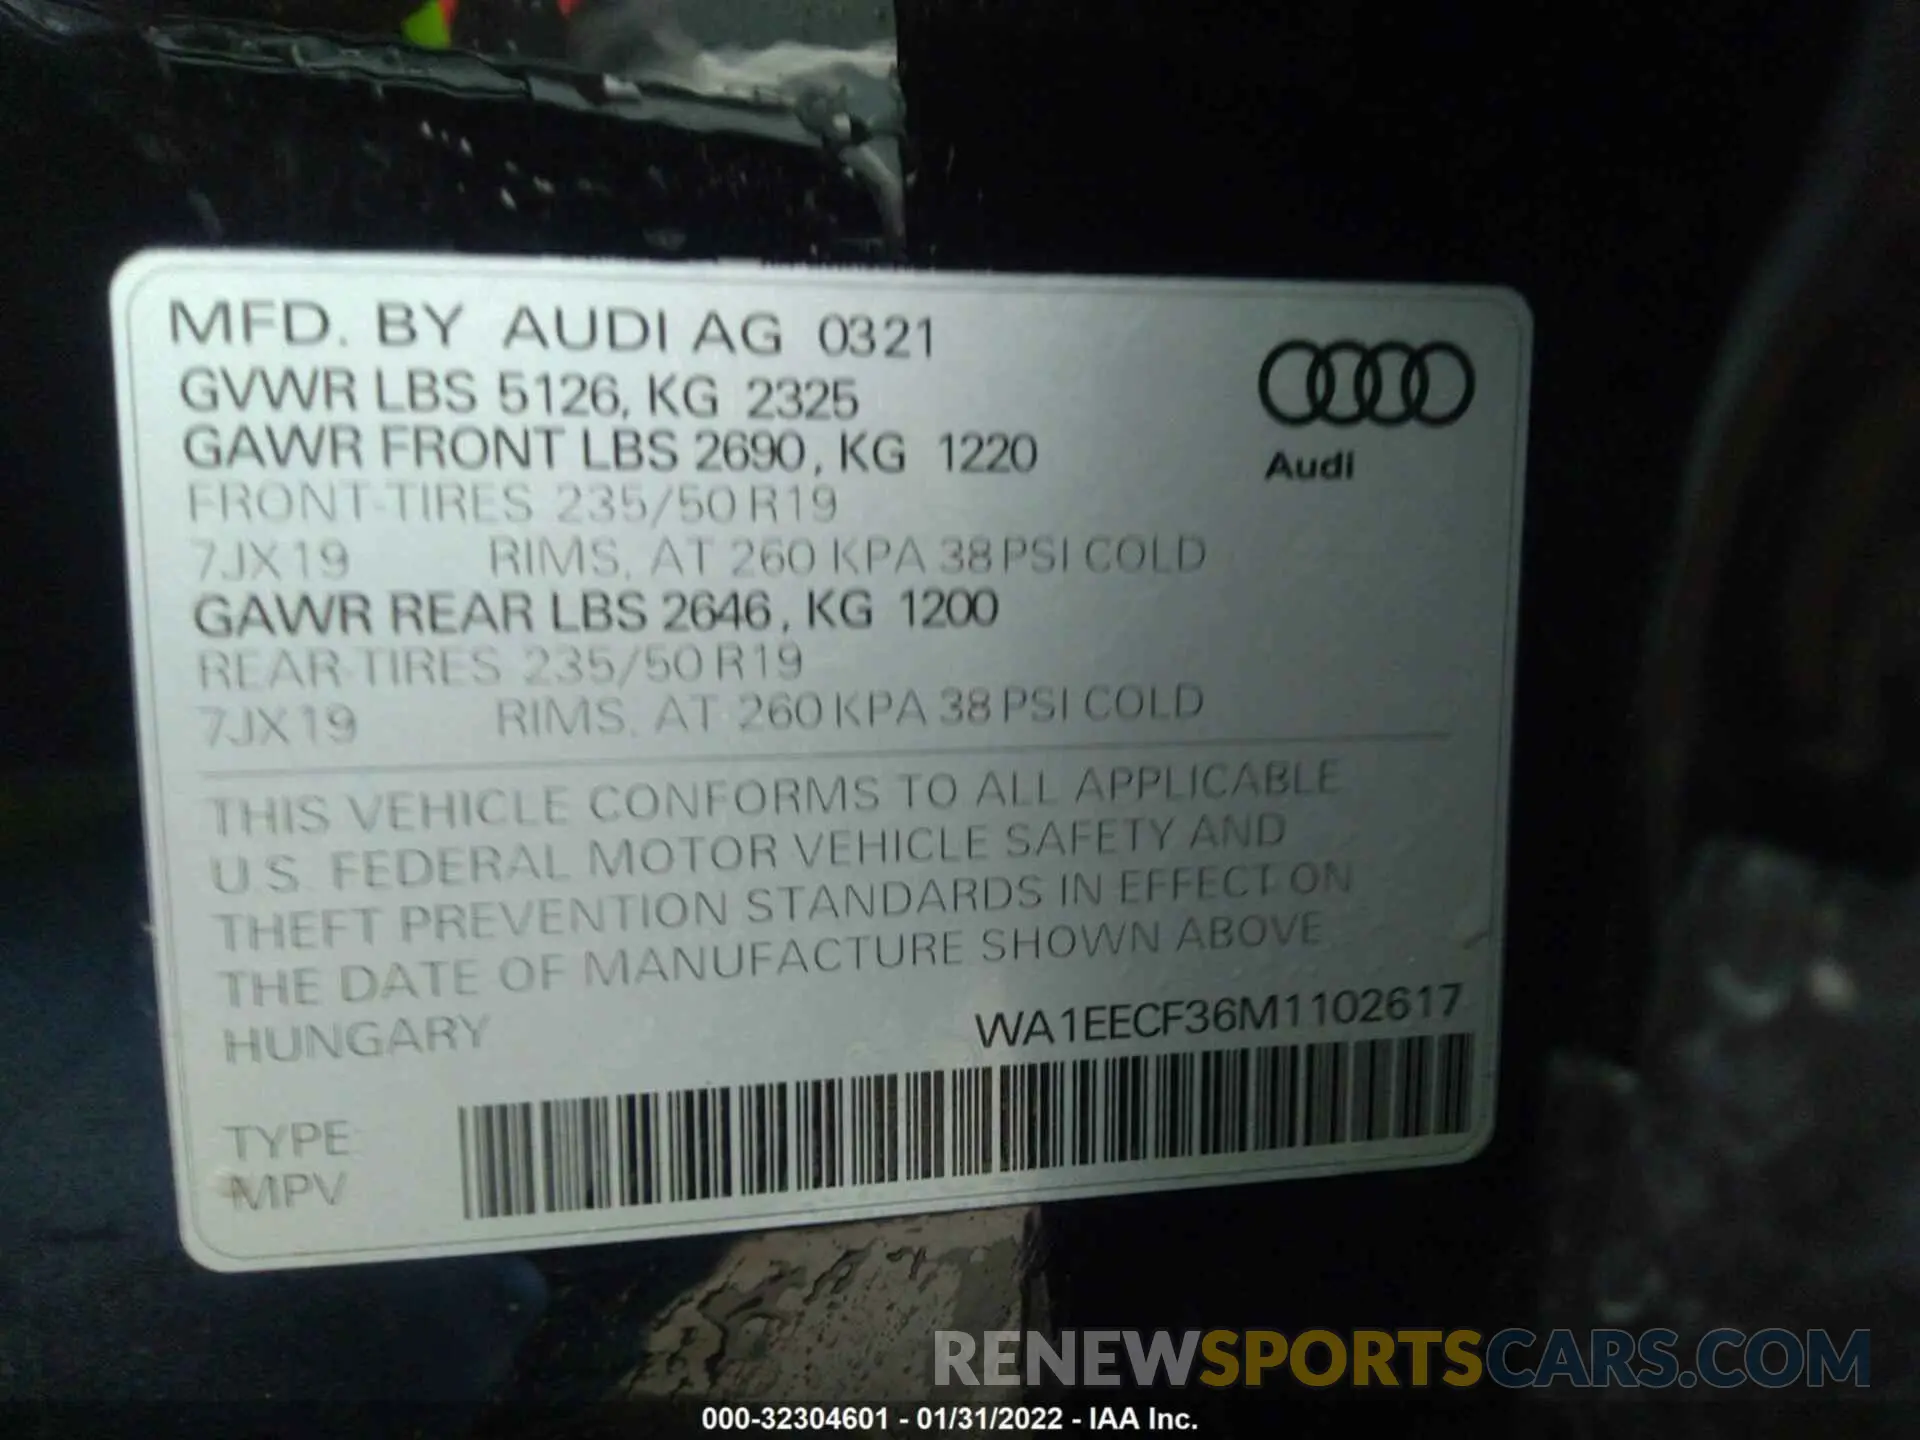 MFD. BY AUDI AG 0321
GVWR LBS 5126, KG 2325
GAWR FRONT LBS 2690, KG 1220
Audi
FRONT-TIRES 235/50 R19
7JX19 RIMS, AT 260 KPA 38 PSI COLD
GAWR REAR LBS 2646, KG 1200
REAR-TIRES 235/50 R19
7JX19 RIMS, AT 260 KPA 38 PSI COLD
THIS VEHICLE CONFORMS TO ALL APPLICABLE
U.S. FEDERAL MOTOR VEHICLE SAFETY AND
THEFT PREVENTION STANDARDS IN EFFECT ON
THE DATE OF MANUFACTURE SHOWN ABOVE
HUNGARY WA1EECF36M1102617
TYPE:
MPV
RENEWSPORTSCARS.COM
000-32304601 - 01/31/2022 - IAA Inc.